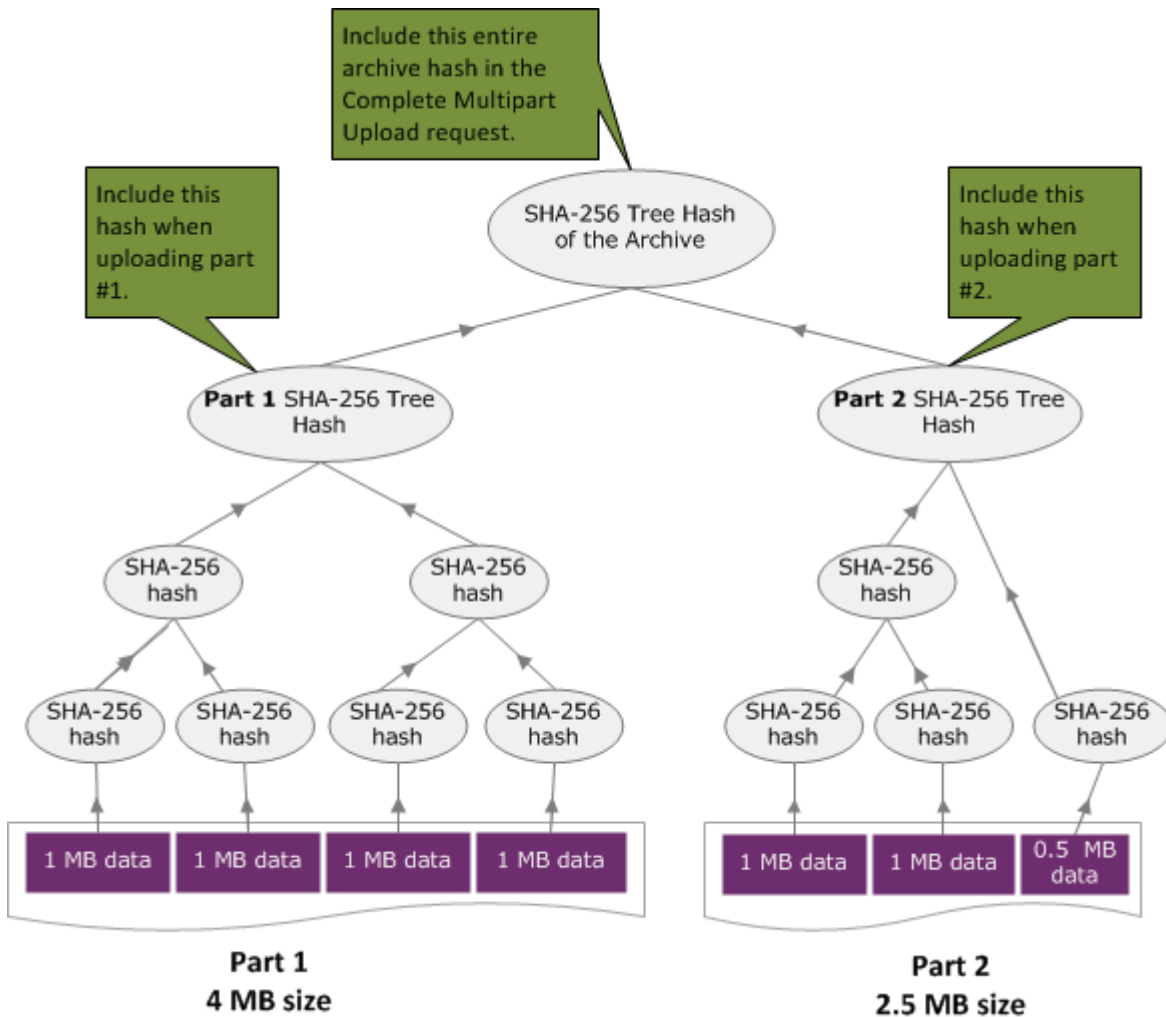 Include this entire
archive hash in the
Complete Multipart
Upload request.
Include this
hash when
uploading part
#1.
SHA-256 Tree Hash
of the Archive
Include this
hash when
uploading part
#2.
Part 1 SHA-256 Tree
Hash
Part 2 SHA-256 Tree
Hash
SHA-256
hash
SHA-256
hash
SHA-256
hash
SHA-256
hash
SHA-256
hash
SHA-256
hash
SHA-256
hash
SHA-256
hash
SHA-256
hash
SHA-256
hash
1 MB data
1 MB data
1 MB data
1 MB data
1 MB data
1 MB data
0.5 MB
data
Part 1
4 MB size
Part 2
2.5 MB size